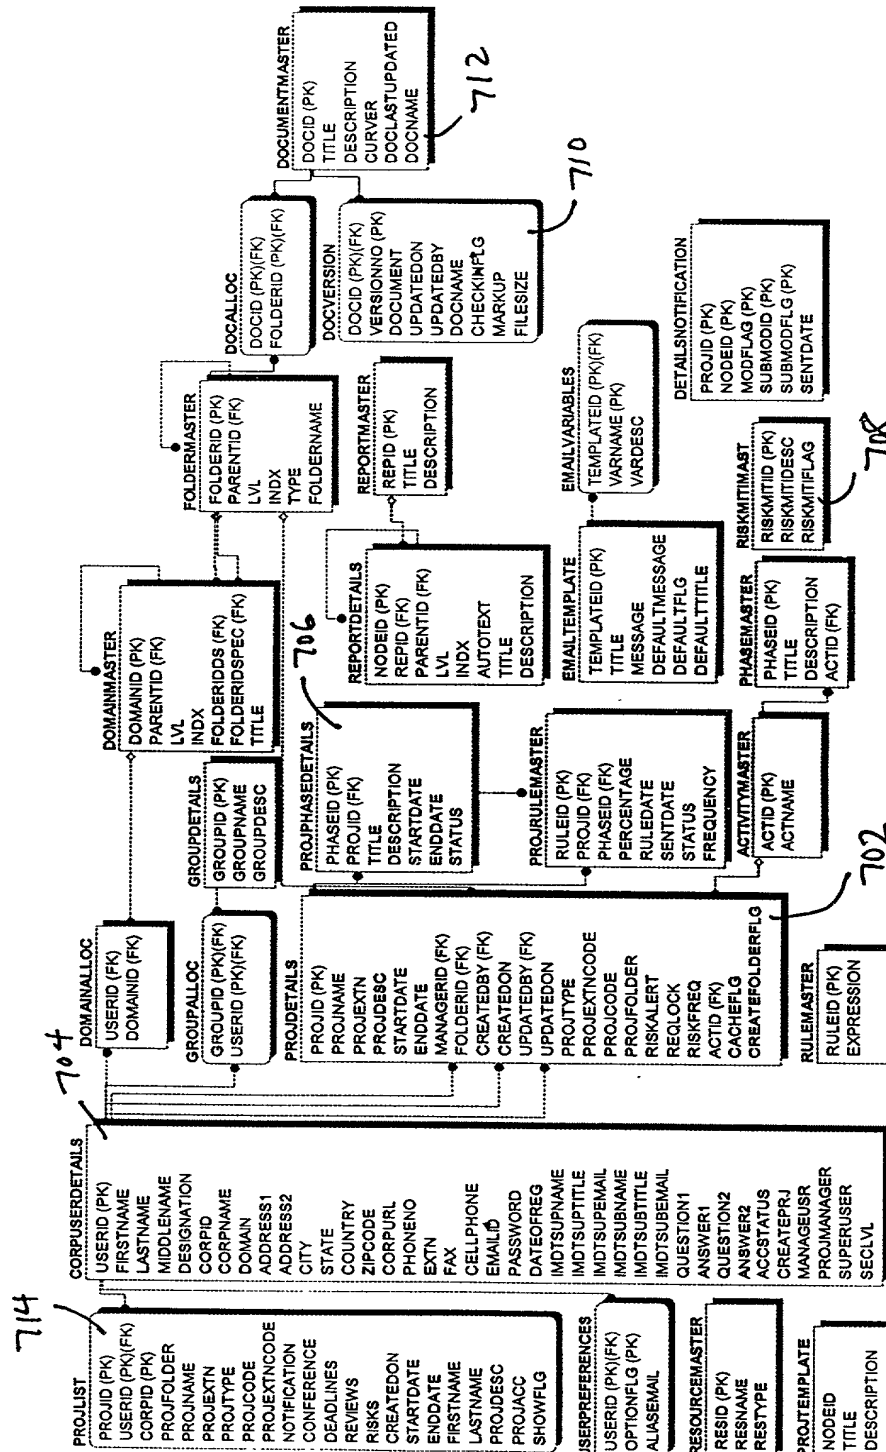 PROJLIST
PROJID (PK)
USERID (PK)(FK)
CORPID (PK)
PROJFOLDER
PROJNAME
PROJEXTN
PROJTYPE
PROJCODE
PROJEXTNCODE
NOTIFICATION
CONFERENCE
DEADLINES
REVIEWS
RISKS
CREATEDON
STARTDATE
ENDDATE
FIRSTNAME
LASTNAME
PROJDESC
PROJACC
SHOWFLG
714
USERPREFERENCES
USERID (PK)(FK)
OPTIONFLG (PK)
ALIASEMAIL
RESOURCEMASTER
RESID (PK)
RESNAME
RESTYPE
PROJTEMPLATE
NODEID
TITLE
DESCRIPTION
CORPUSERDETAILS
USERID (PK)
FIRSTNAME
LASTNAME
MIDDLENAME
DESIGNATION
CORPID
CORPNAME
DOMAIN
ADDRESS1
ADDRESS2
CITY
STATE
COUNTRY
ZIPCODE
CORPURL
PHONENO
EXTN
FAX
CELLPHONE
EMAILID
PASSWORD
DATEOFREG
IMDTSUPNAME
IMDTSUPTITLE
IMDTSUPEMAIL
IMDTSUBNAME
IMDTSUBTITLE
IMDTSUBEMAIL
QUESTION1
ANSWER1
QUESTION2
ANSWER2
ACCSTATUS
CREATEPRJ
MANAGEUSR
PROJMANAGER
SUPERUSER
SECLVL
704
DOMAINALLOC
USERID (FK)
DOMAINID (FK)
GROUPALLOC
GROUPID (PK)(FK)
USERID (PK)(FK)
PROJDETAILS
PROJID (PK)
PROJNAME
PROJEXTN
PROJDESC
STARTDATE
ENDDATE
MANAGERID (FK)
FOLDERID (FK)
CREATEDBY (FK)
CREATEDON
UPDATEDBY (FK)
UPDATEDON
PROJTYPE
PROJEXTNCODE
PROJCODE
PROJFOLDER
RISKALERT
REQLOCK
RISKFREQ
ACTID (FK)
CACHEFLG
CREATEFOLDERFLG
702
RULEMASTER
RULEID (PK)
EXPRESSION
DOMAINMASTER
DOMAINID (PK)
PARENTID (FK)
LVL
INDX
FOLDERIDDS (FK)
FOLDERIDSPEC (FK)
TITLE
GROUPDETAILS
GROUPID (PK)
GROUPNAME
GROUPDESC
PROJPHASEDETAILS
PHASEID (PK)
PROJID (FK)
TITLE
DESCRIPTION
STARTDATE
ENDDATE
STATUS
706
PROJRULEMASTER
RULEID (PK)
PROJID (FK)
PHASEID (FK)
PERCENTAGE
RULEDATE
SENTDATE
STATUS
FREQUENCY
ACTIVITYMASTER
ACTID (PK)
ACTNAME
FOLDERMASTER
FOLDERID (PK)
PARENTID (FK)
LVL
INDX
TYPE
FOLDERNAME
REPORTDETAILS
NODEID (PK)
REPID (FK)
PARENTID (FK)
LVL
INDX
AUTOTEXT
TITLE
DESCRIPTION
REPORTMASTER
REPID (PK)
TITLE
DESCRIPTION
EMAILTEMPLATE
TEMPLATEID (PK)
TITLE
MESSAGE
DEFAULTMESSAGE
DEFAULTFLG
DEFAULTTITLE
EMAILVARIABLES
TEMPLATEID (PK)(FK)
VARNAME (PK)
VARDESC
PHASEMASTER
PHASEID (PK)
TITLE
DESCRIPTION
ACTID (FK)
RISKMITIMAST
RISKMITIID (PK)
RISKMITIDESC
RISKMITIFLAG
708
DOCALLOC
DOCID (PK)(FK)
FOLDERID (PK)(FK)
DOCVERSION
DOCID (PK)(FK)
VERSIONNO (PK)
DOCUMENT
UPDATEDON
UPDATEDBY
DOCNAME
CHECKINFLG
MARKUP
FILESIZE
710
DOCUMENTMASTER
DOCID (PK)
TITLE
DESCRIPTION
CURVER
DOCLASTUPDATED
DOCNAME
712
DETAILSNOTIFICATION
PROJID (PK)
NODEID (PK)
MODFLAG (PK)
SUBMODID (PK)
SUBMODFLG (PK)
SENTDATE